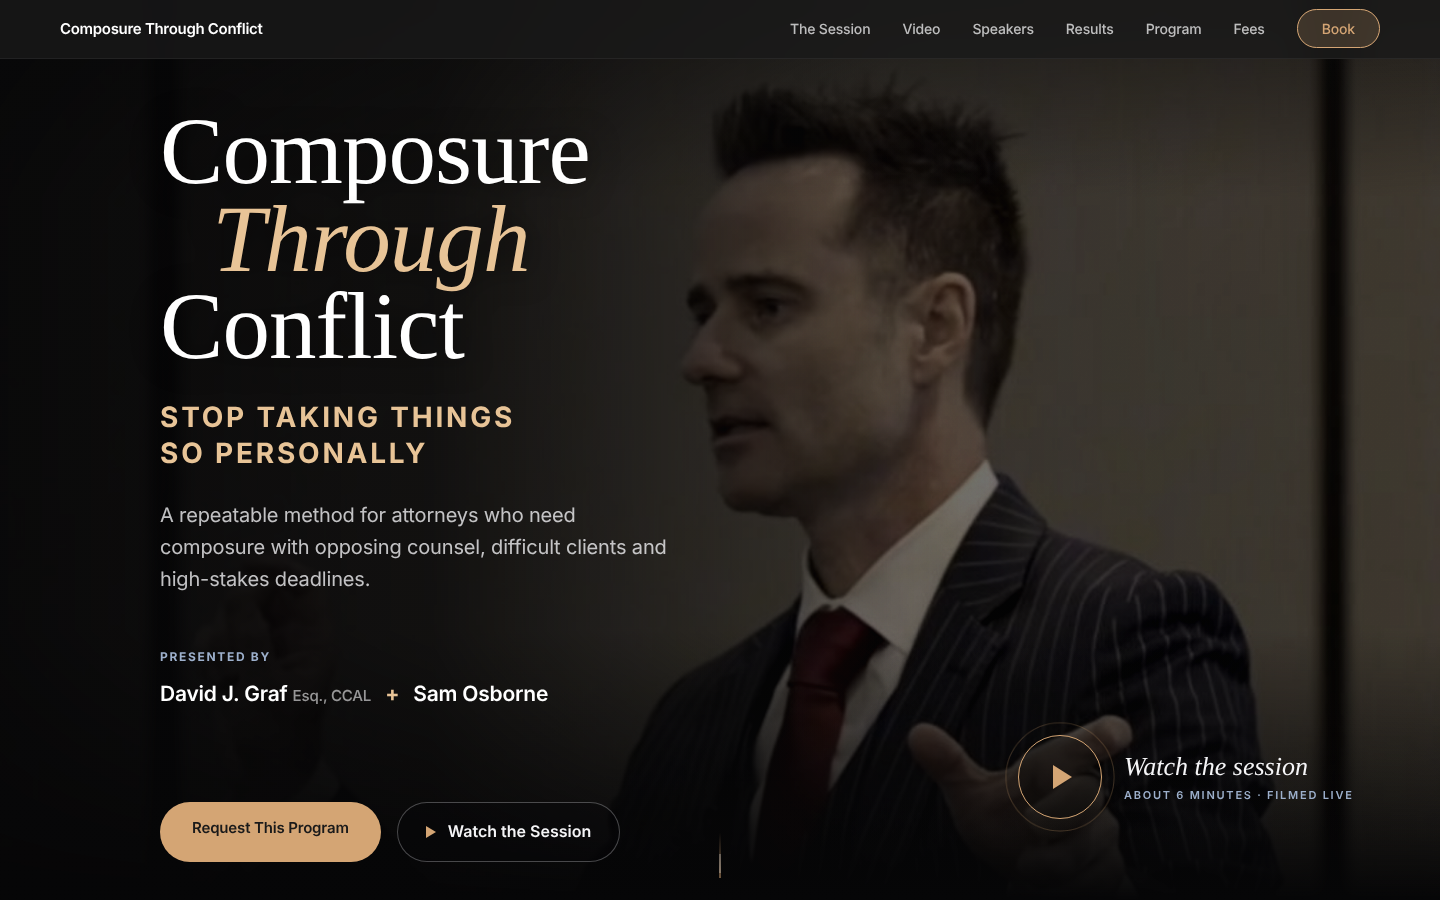 Composure Through Conflict
The Session Video Speakers Results Program Fees Book
Composure
Through
Conflict
STOP TAKING THINGS
SO PERSONALLY
A repeatable method for attorneys who need
composure with opposing counsel, difficult clients and
high-stakes deadlines.
PRESENTED BY
David J. Graf Esq., CCAL + Sam Osborne
Watch the session
ABOUT 6 MINUTES · FILMED LIVE
Request This Program
Watch the Session